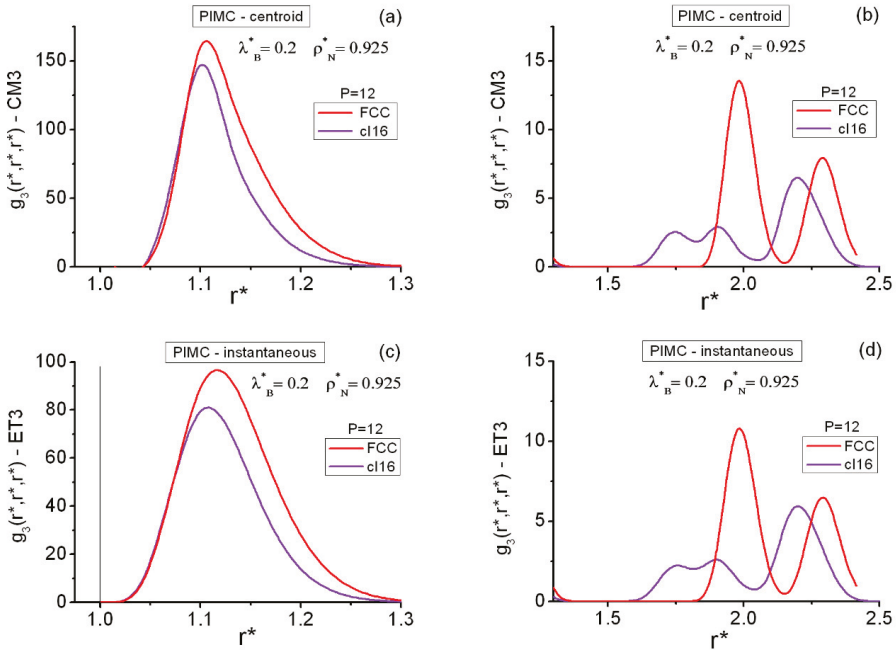 PIMC - centroid
(a)
λ*B= 0.2 ρ*N= 0.925
P=12
FCC
cI16
g3(r*,r*,r*) - CM3
150
100
50
0
1.0 1.1 1.2 1.3
r*
PIMC - centroid
(b)
λ*B= 0.2 ρ*N= 0.925
P=12
FCC
cI16
g3(r*,r*,r*) - CM3
15
10
5
0
1.5 2.0 2.5
r*
PIMC - instantaneous
(c)
λ*B= 0.2 ρ*N= 0.925
P=12
FCC
cI16
g3(r*,r*,r*) - ET3
100
80
60
40
20
0
1.0 1.1 1.2 1.3
r*
PIMC - instantaneous
(d)
λ*B= 0.2 ρ*N= 0.925
P=12
FCC
cI16
g3(r*,r*,r*) - ET3
15
10
5
0
1.5 2.0 2.5
r*